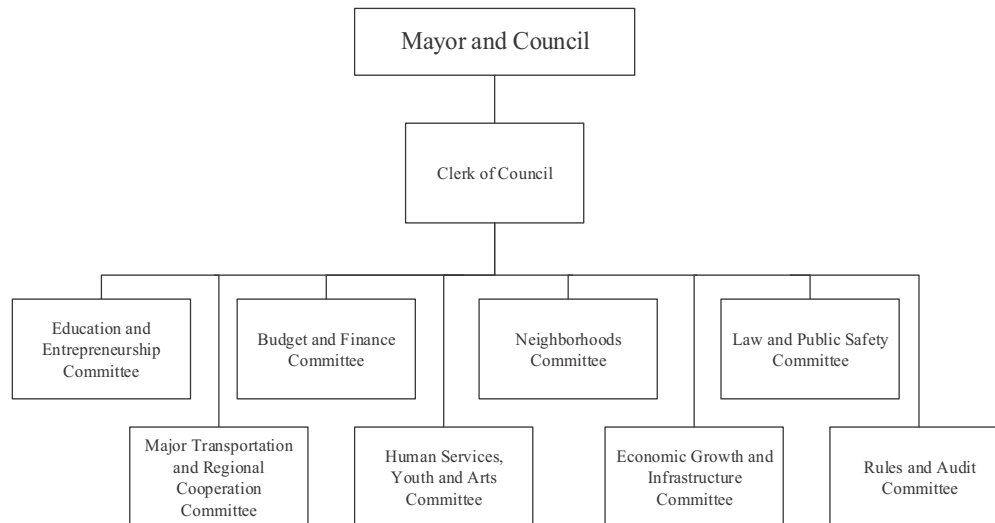 Mayor and Council
Clerk of Council
Education and
Entrepreneurship
Committee
Budget and Finance
Committee
Neighborhoods
Committee
Law and Public Safety
Committee
Major Transportation
and Regional
Cooperation
Committee
Human Services,
Youth and Arts
Committee
Economic Growth and
Infrastructure
Committee
Rules and Audit
Committee